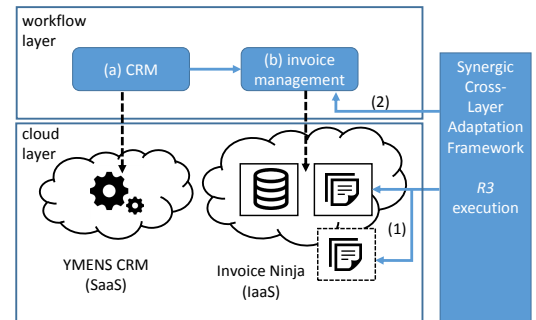 workflow
layer
(a) CRM
(b) invoice
management
(2)
Synergic
Cross-
Layer
Adaptation
Framework
R3
execution
cloud
layer
(1)
YMENS CRM
(SaaS)
Invoice Ninja
(IaaS)